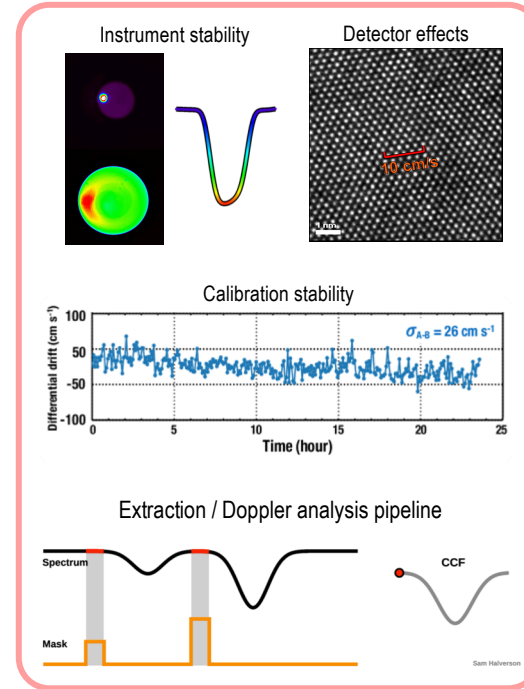 Instrument stability
Detector effects
10 cm/s
1 nm
Calibration stability
Differential drift (cm s⁻¹)
100
50
-50
-100
σA-B = 26 cm s⁻¹
0 5 10 15 20 25
Time (hour)
Extraction / Doppler analysis pipeline
Spectrum
CCF
Mask
Sam Halverson